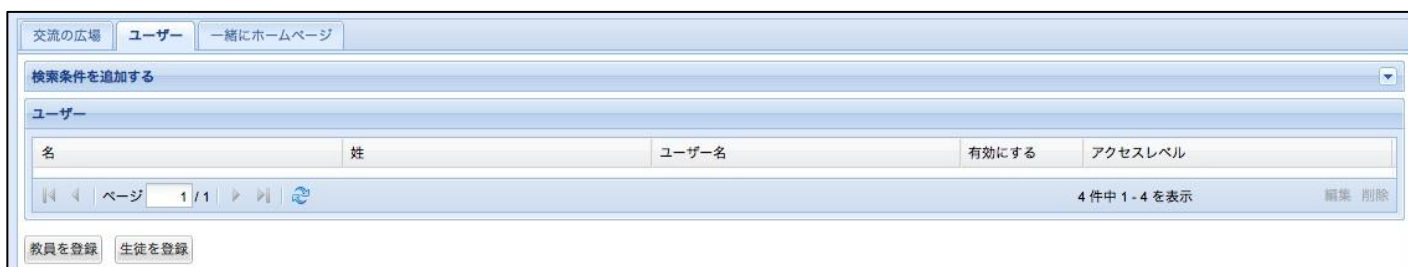 交流の広場 ユーザー 一緒にホームページ
検索条件を追加する
ユーザー
名 姓 ユーザー名 有効にする アクセスレベル
ページ 1 / 1 4 件中 1 - 4 を表示 編集 削除
教員を登録 生徒を登録